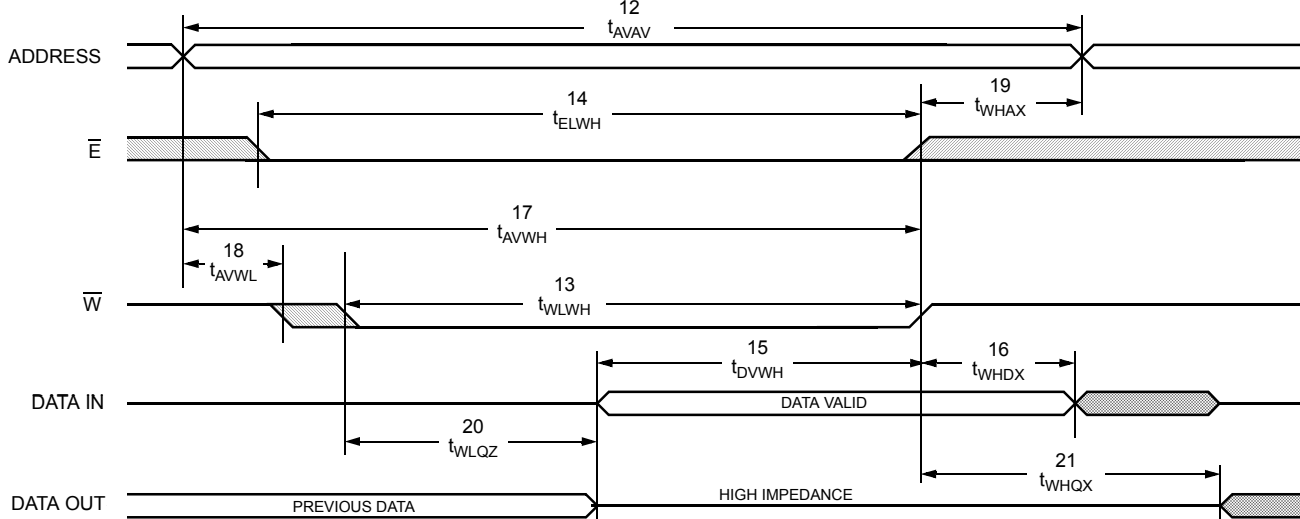 12
tAVAV
ADDRESS
14
tELWH
19
tWHAX
E̅
17
tAVWH
18
tAVWL
13
tWLWH
W̅
15
tDVWH
16
tWHDX
DATA IN
DATA VALID
20
tWLQZ
21
tWHQX
DATA OUT
PREVIOUS DATA
HIGH IMPEDANCE